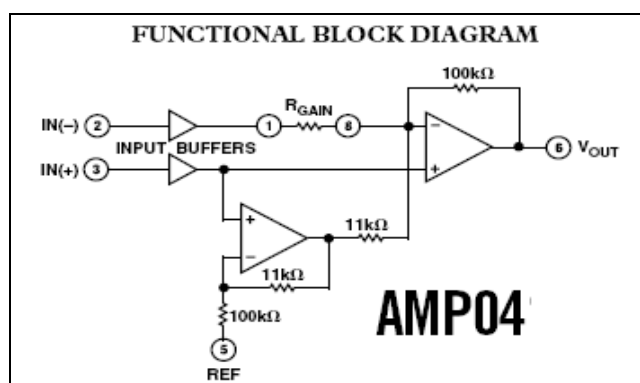 FUNCTIONAL BLOCK DIAGRAM
100kΩ
RGAIN
IN(–) 2
1
8
INPUT BUFFERS
IN(+) 3
–
+
6 VOUT
+
–
11kΩ
11kΩ
100kΩ
5
REF
AMP04